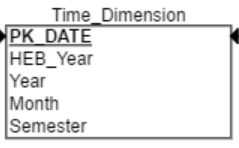 Time_Dimension
PK_DATE
HEB_Year
Year
Month
Semester